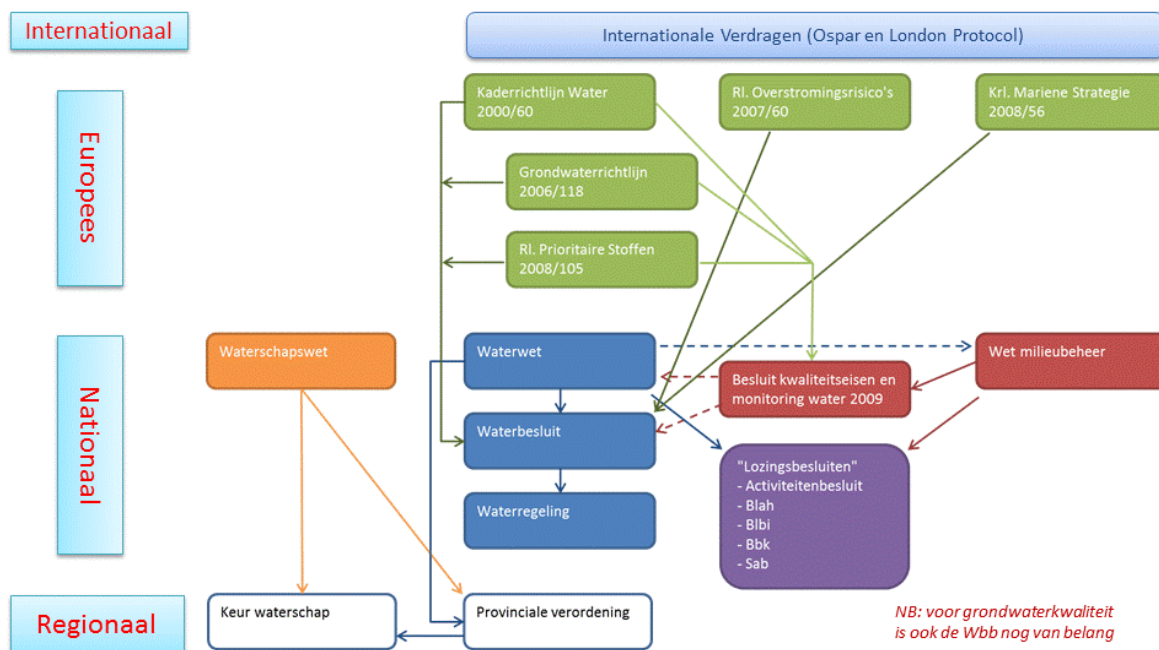 Internationaal
Internationale Verdragen (Ospar en London Protocol)
Europees
Kaderrichtlijn Water
2000/60
Rl. Overstromingsrisico's
2007/60
Krl. Mariene Strategie
2008/56
Grondwaterrichtlijn
2006/118
Rl. Prioritaire Stoffen
2008/105
Nationaal
Waterschapswet
Waterwet
Wet milieubeheer
Besluit kwaliteitseisen en
monitoring water 2009
Waterbesluit
"Lozingsbesluiten"
- Activiteitenbesluit
- Blah
- Blbi
- Bbk
- Sab
Waterregeling
Regionaal
Keur waterschap
Provinciale verordening
NB: voor grondwaterkwaliteit
is ook de Wbb nog van belang